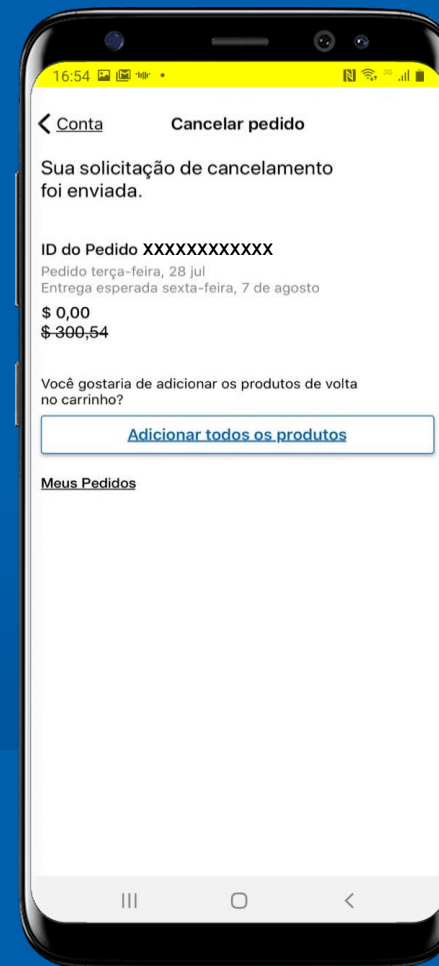 16:54
3G
Conta
Cancelar pedido
Sua solicitação de cancelamento
foi enviada.
ID do Pedido XXXXXXXXXXXX
Pedido terça-feira, 28 jul
Entrega esperada sexta-feira, 7 de agosto
$ 0,00
$ 300,54
Você gostaria de adicionar os produtos de volta
no carrinho?
Adicionar todos os produtos
Meus Pedidos